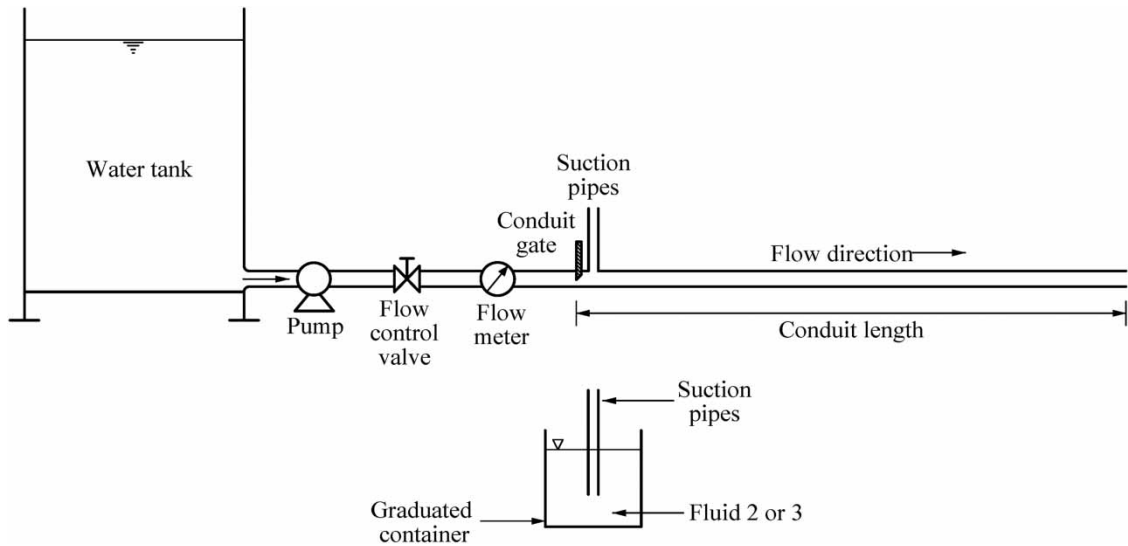 Water tank
Suction
pipes
Conduit
gate
Flow direction
Pump
Flow
control
valve
Flow
meter
Conduit length
Suction
pipes
Graduated
container
Fluid 2 or 3